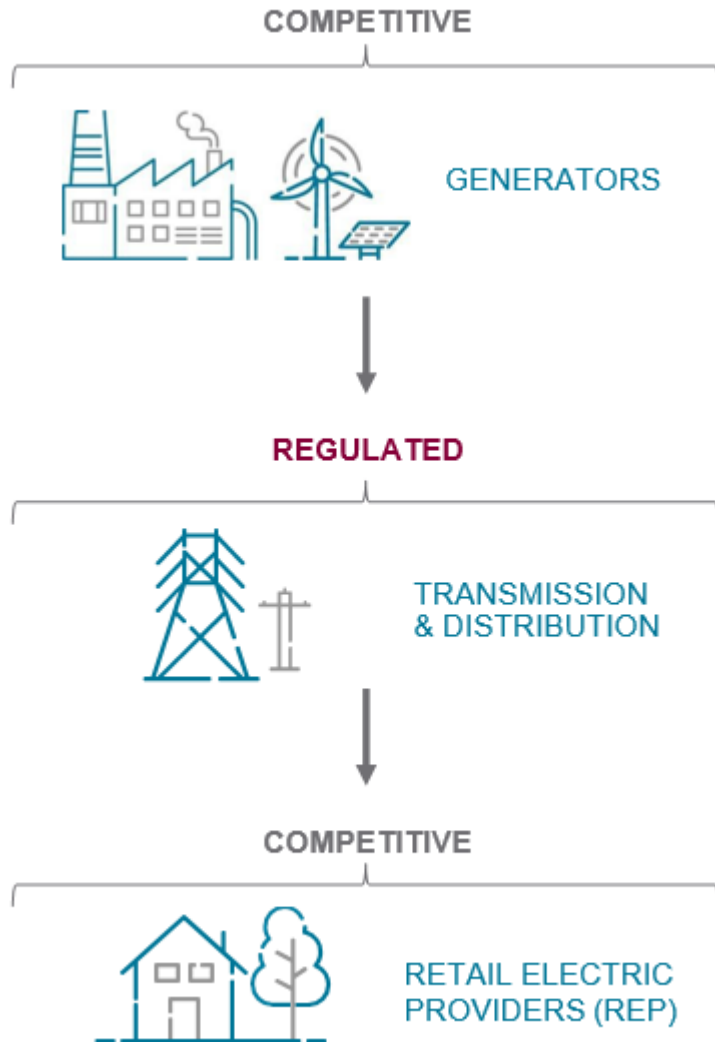 COMPETITIVE
GENERATORS
REGULATED
TRANSMISSION
& DISTRIBUTION
COMPETITIVE
RETAIL ELECTRIC
PROVIDERS (REP)